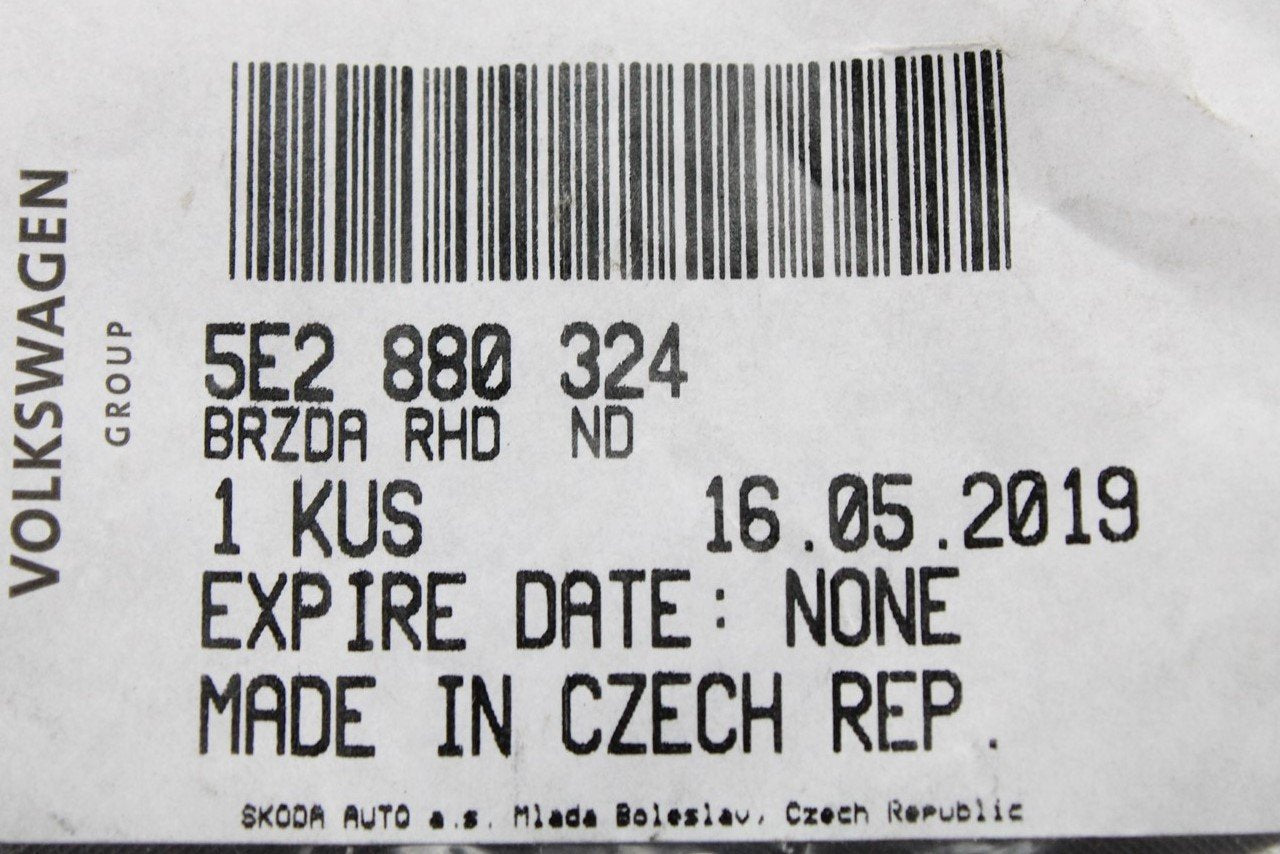 VOLKSWAGEN
GROUP
5E2 880 324
BRZDA RHD ND
1 KUS 16.05.2019
EXPIRE DATE: NONE
MADE IN CZECH REP.
SKODA AUTO a.s. Mlada Boleslav, Czech Republic